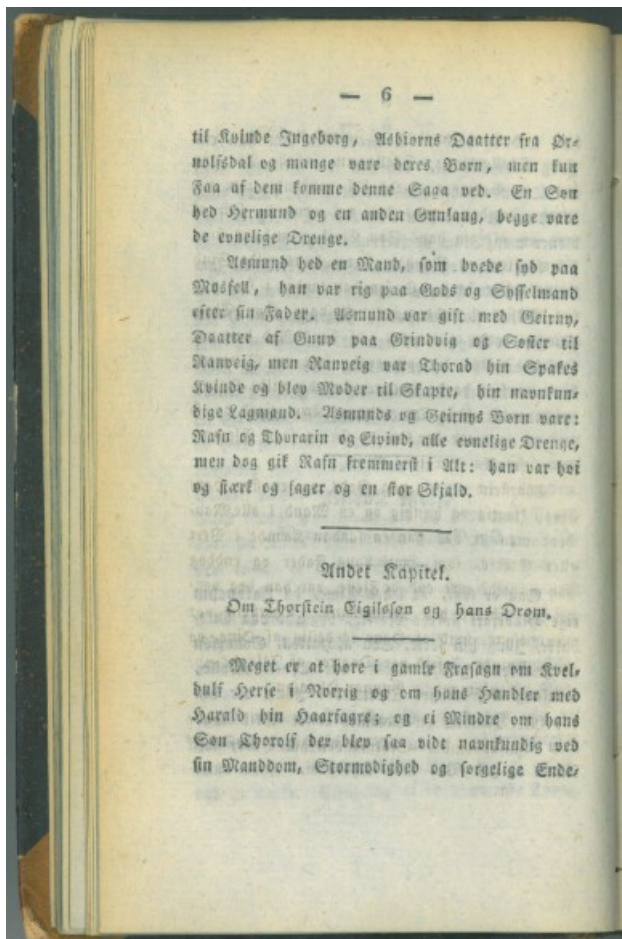 — 6 —
til Kvinde Ingeborg, Asbiørns Daatter fra Ør-
nolfsdal og mange vare deres Børn, men kun
Faa af dem komme denne Saga ved. En Søn
hed Hermund og en anden Gunlaug, begge vare
de evnelige Drenge.
Asmund hed en Mand, som boede syd paa
Mosfell, han var rig paa Gods og Sysselmand
efter sin Fader. Asmund var gift med Geirny,
Daatter af Gnup paa Grindvig og Søster til
Ranveig, men Ranveig var Thorad hin Spakes
Kvinde og blev Moder til Skapte, hin navnkun-
dige Lagmand. Asmunds og Geirnys Børn vare:
Rafn og Thorarin og Eivind, alle evnelige Drenge,
men dog gik Rafn fremmerst i Alt: han var høi
og stærk og fager og en stor Skjald.
Andet Kapitel.
Om Thorstein Eigilssøn og hans Drøm.
Meget er at høre i gamle Frasagn om Kvel-
dulf Herse i Norrig og om hans Handler med
Harald hin Haarfagre; og ei Mindre om hans
Søn Thorolf der blev saa vidt navnkundig ved
sin Manddom, Stormodighed og sørgelige Ende-